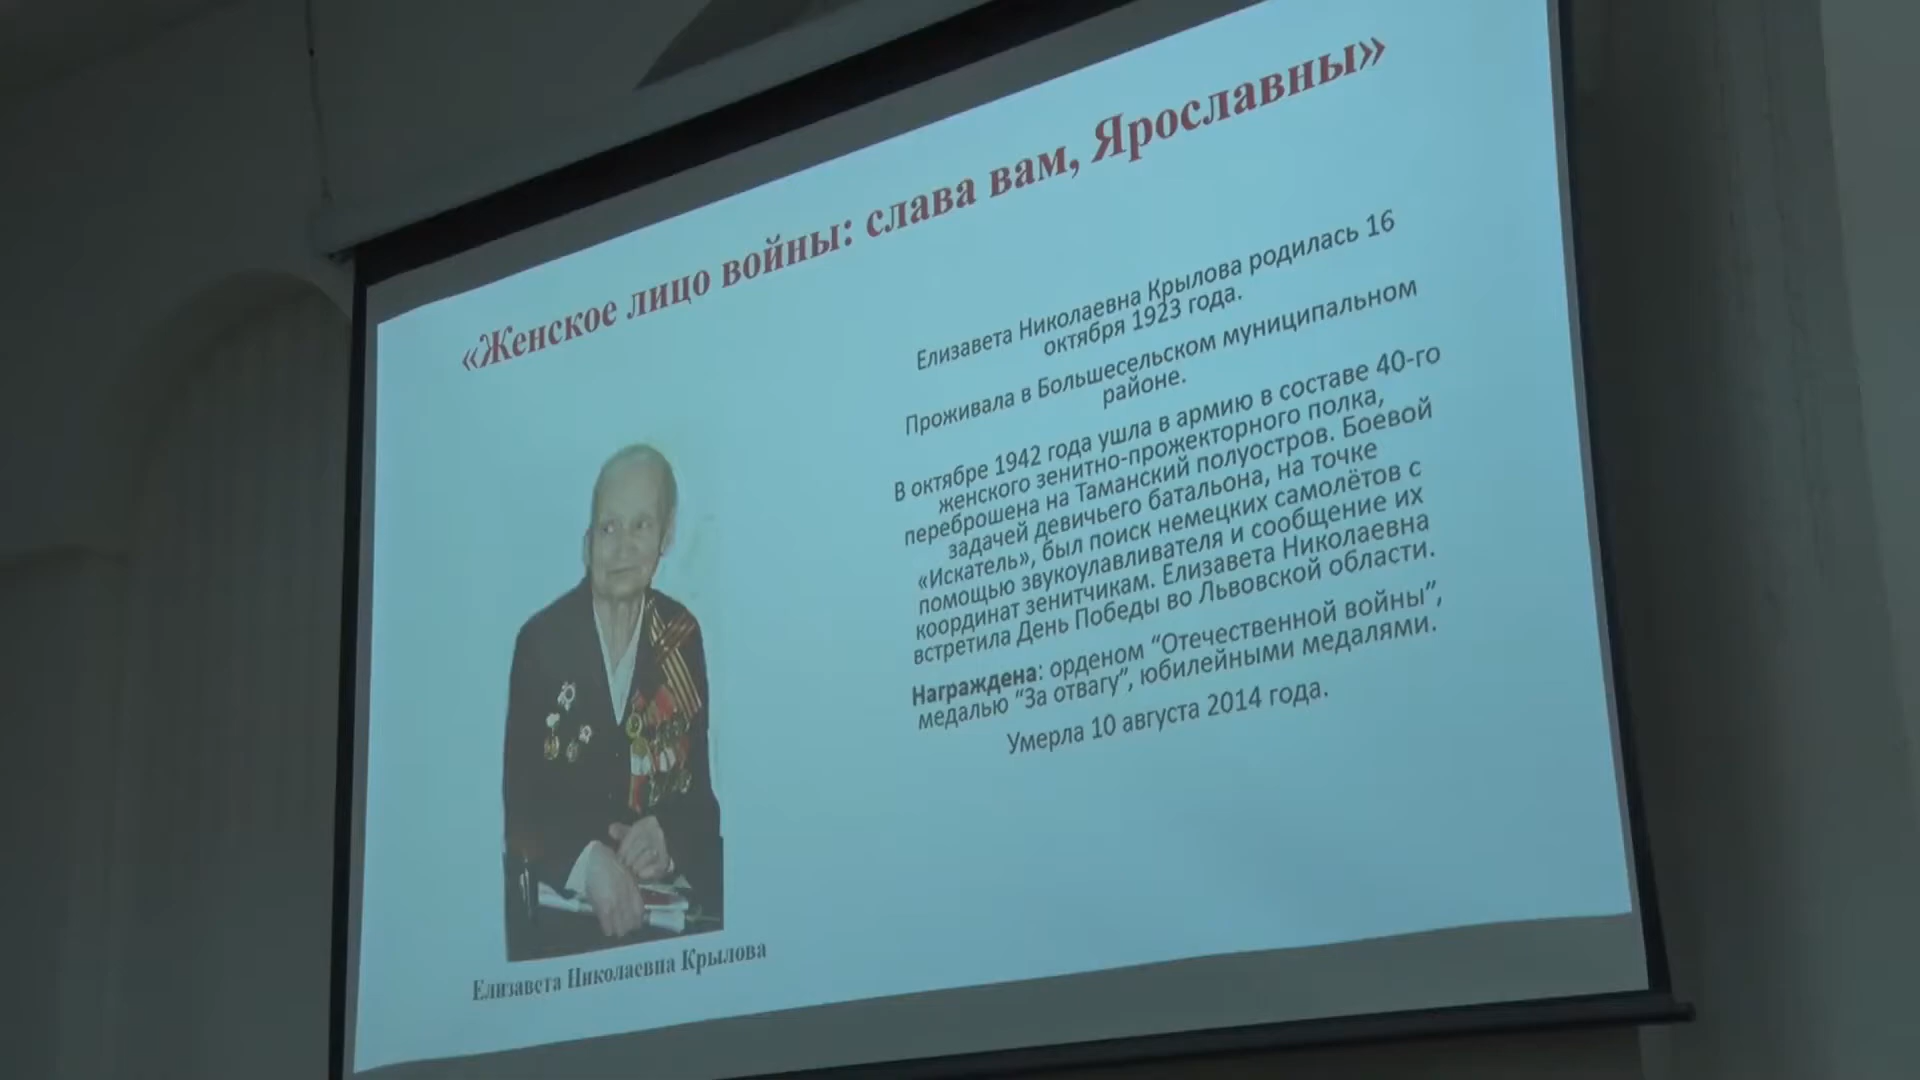 «Женское лицо войны: слава вам, Ярославны»
Елизавета Николаевна Крылова родилась 16
октября 1923 года.
Проживала в Большесельском муниципальном
районе.
В октябре 1942 года ушла в армию в составе 40-го
женского зенитно-прожекторного полка,
переброшена на Таманский полуостров. Боевой
задачей девичьего батальона, на точке
«Искатель», был поиск немецких самолётов с
помощью звукоулавливателя и сообщение их
координат зенитчикам. Елизавета Николаевна
встретила День Победы во Львовской области.
Награждена: орденом “Отечественной войны”,
медалью “За отвагу”, юбилейными медалями.
Умерла 10 августа 2014 года.
Елизавета Николаевна Крылова